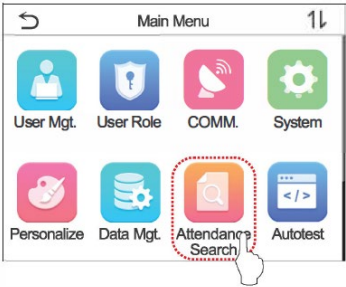 Main Menu
User Mgt. User Role COMM. System
</>
Personalize Data Mgt. Attendance Search Autotest